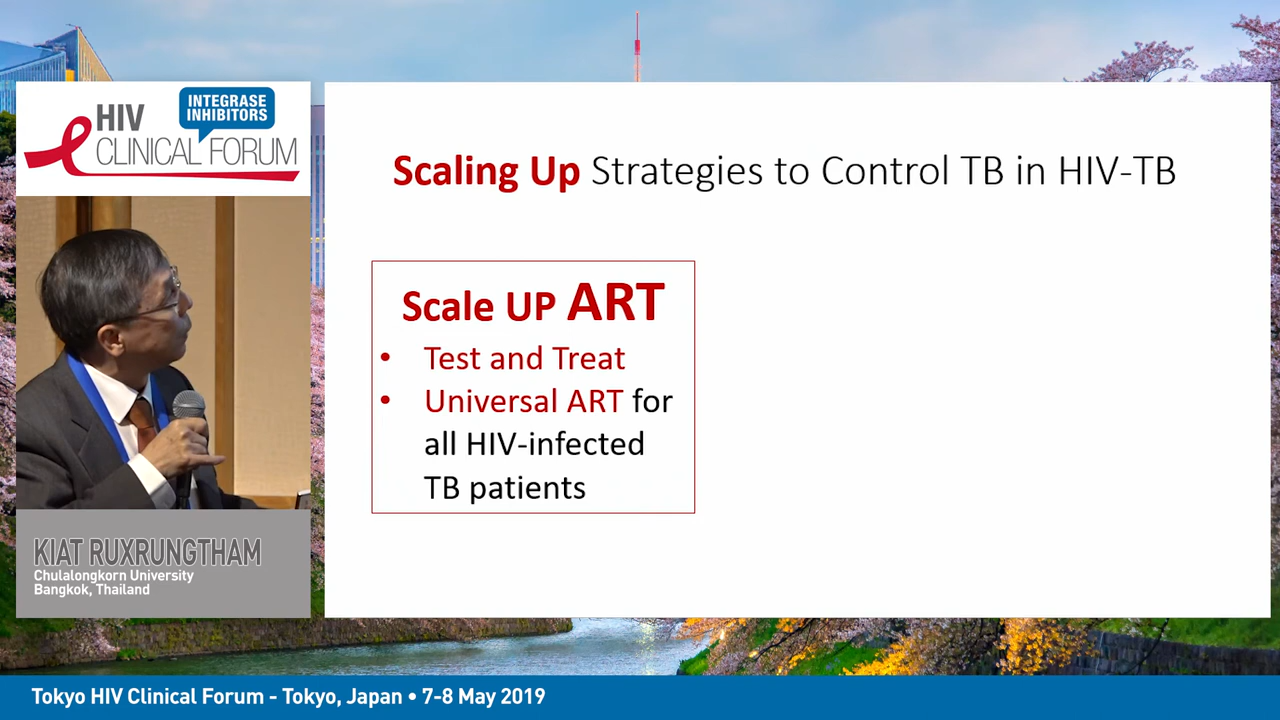 HIV
INTEGRASE
INHIBITORS
CLINICAL FORUM
Scaling Up Strategies to Control TB in HIV-TB
Scale UP ART
• Test and Treat
• Universal ART for
all HIV-infected
TB patients
KIAT RUXRUNGTHAM
Chulalongkorn University
Bangkok, Thailand
Tokyo HIV Clinical Forum - Tokyo, Japan • 7-8 May 2019